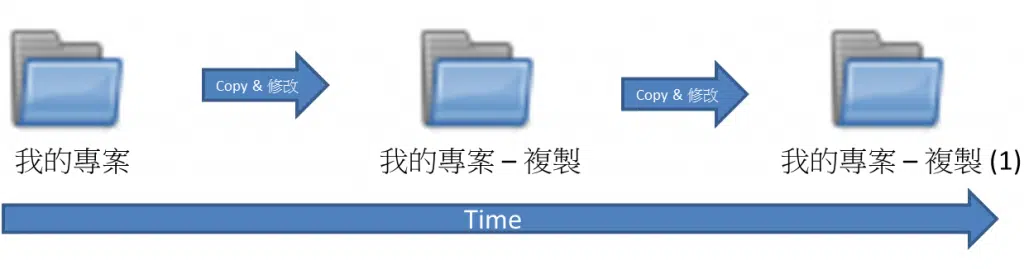 Copy & 修改
Copy & 修改
我的專案
我的專案 – 複製
我的專案 – 複製 (1)
Time